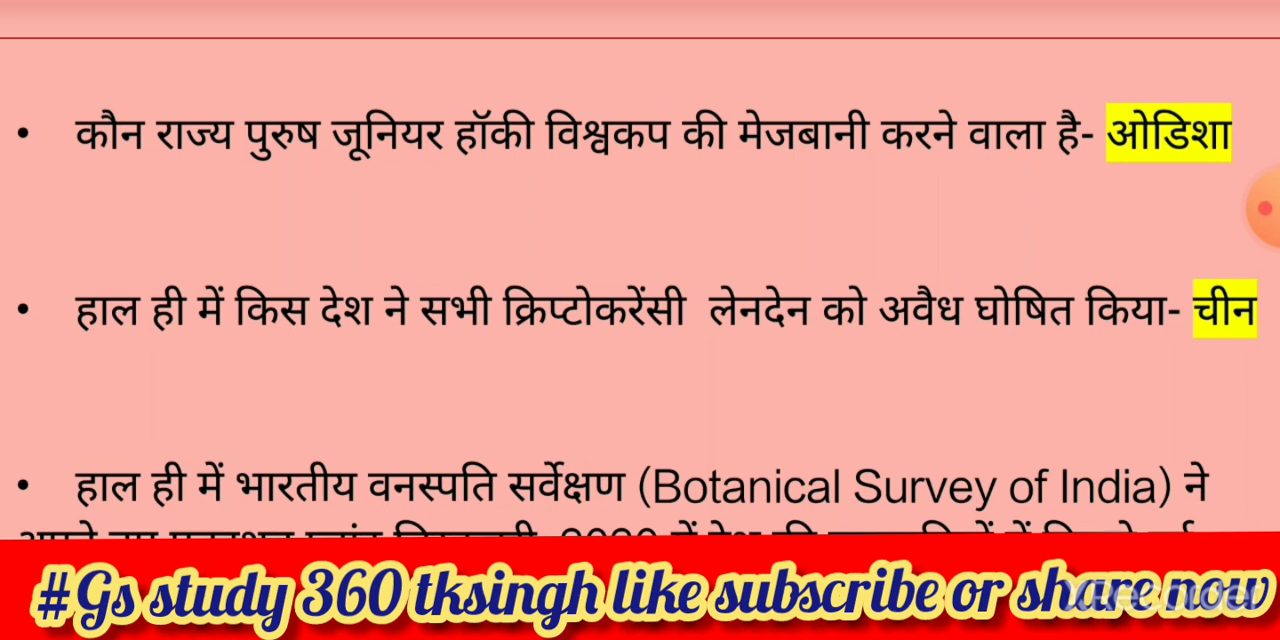 • कौन राज्य पुरुष जूनियर हॉकी विश्वकप की मेजबानी करने वाला है- ओडिशा
• हाल ही में किस देश ने सभी क्रिप्टोकरेंसी लेनदेन को अवैध घोषित किया- चीन
• हाल ही में भारतीय वनस्पति सर्वेक्षण (Botanical Survey of India) ने
#Gs study 360 tksingh like subscribe or share now
XRecorder